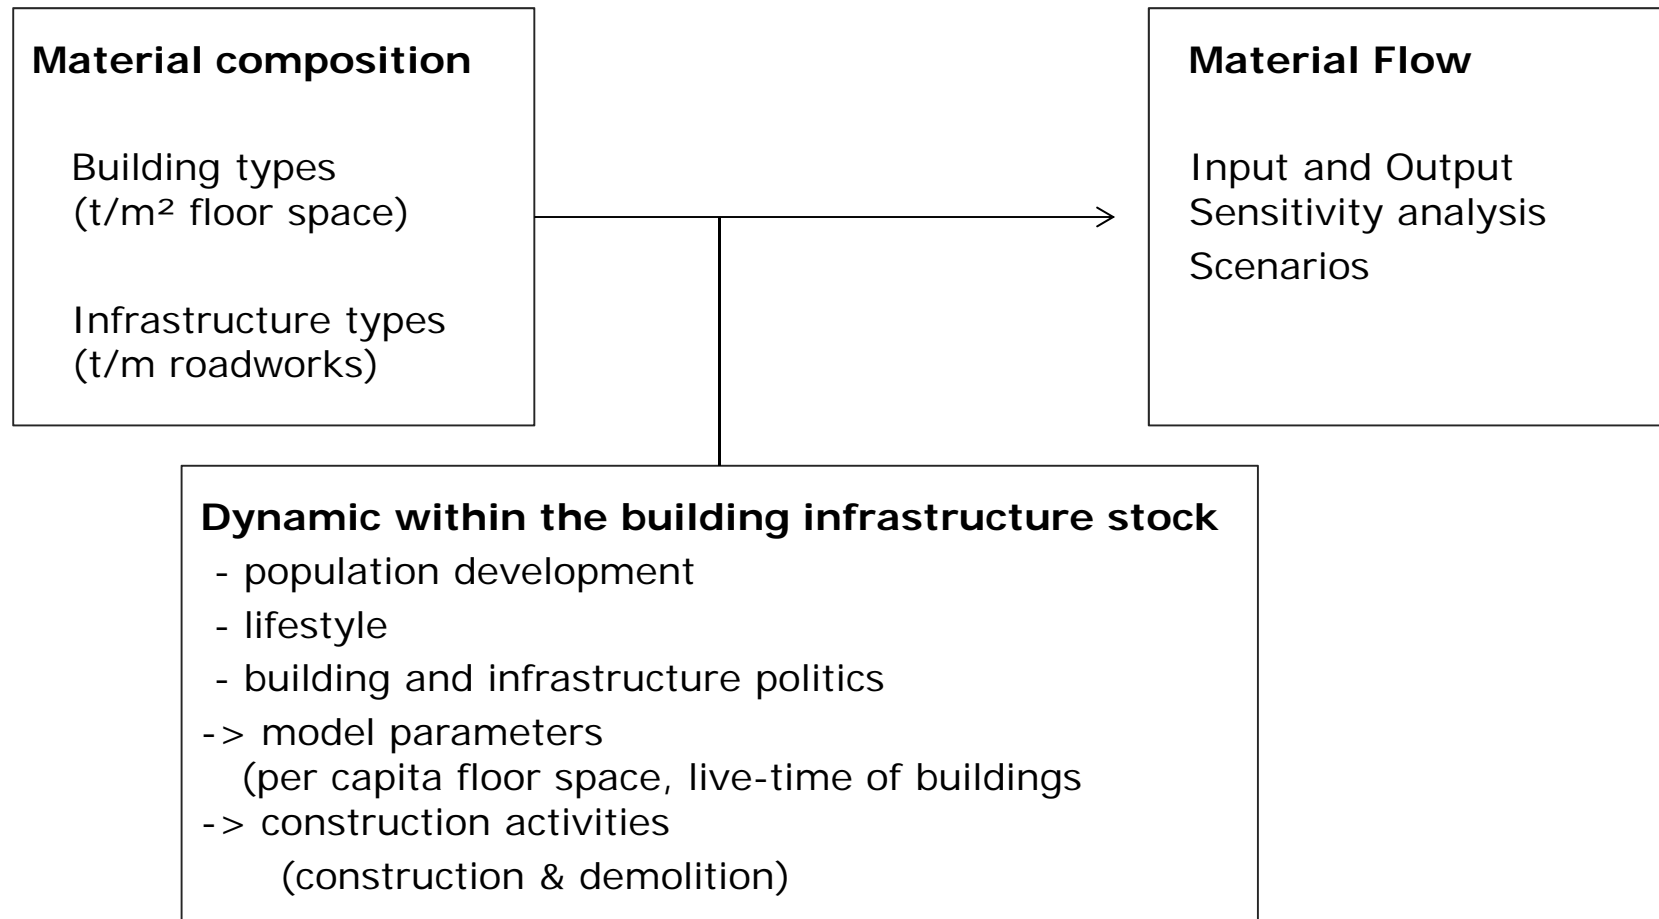 Material composition
Building types
(t/m² floor space)
Infrastructure types
(t/m roadworks)
Material Flow
Input and Output
Sensitivity analysis
Scenarios
Dynamic within the building infrastructure stock
- population development
- lifestyle
- building and infrastructure politics
-> model parameters
(per capita floor space, live-time of buildings
-> construction activities
(construction & demolition)